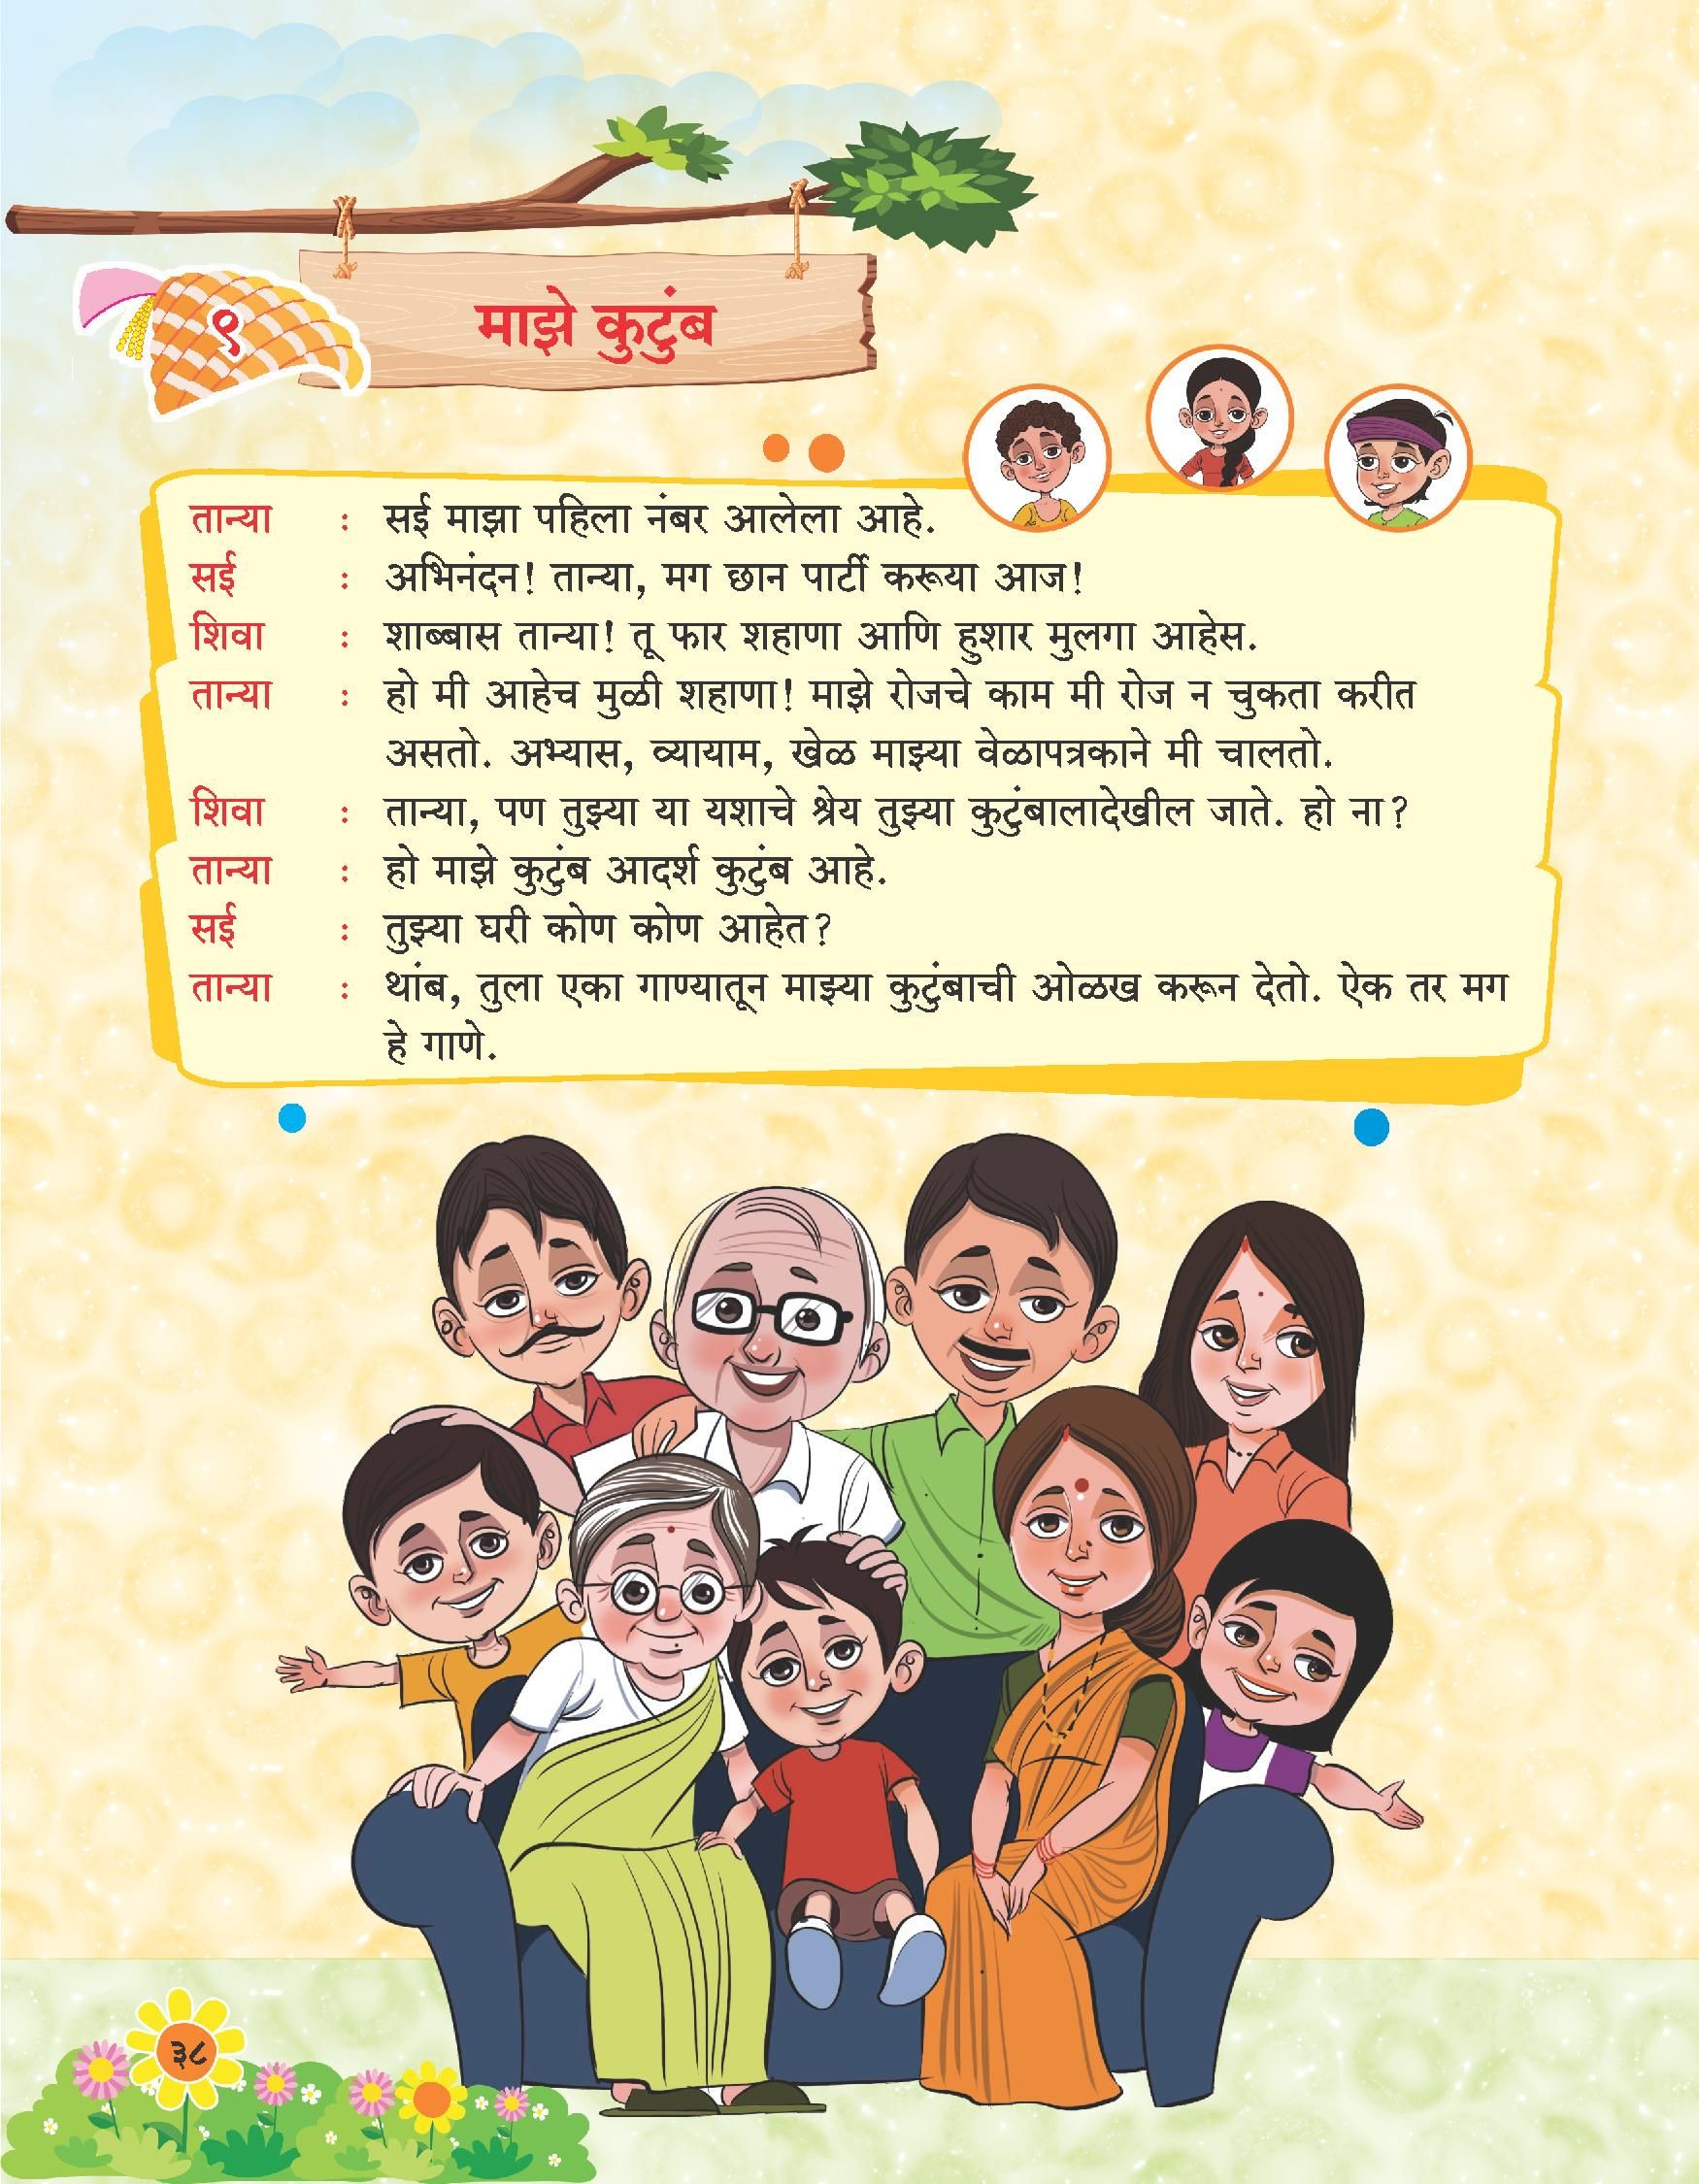 ९
माझे कुटुंब
तान्या : सई माझा पहिला नंबर आलेला आहे.
सई : अभिनंदन! तान्या, मग छान पार्टी करूया आज!
शिवा : शाब्बास तान्या! तू फार शहाणा आणि हुशार मुलगा आहेस.
तान्या : हो मी आहेच मुळी शहाणा! माझे रोजचे काम मी रोज न चुकता करीत
असतो. अभ्यास, व्यायाम, खेळ माझ्या वेळापत्रकाने मी चालतो.
शिवा : तान्या, पण तुझ्या या यशाचे श्रेय तुझ्या कुटुंबालादेखील जाते. हो ना?
तान्या : हो माझे कुटुंब आदर्श कुटुंब आहे.
सई : तुझ्या घरी कोण कोण आहेत?
तान्या : थांब, तुला एका गाण्यातून माझ्या कुटुंबाची ओळख करून देतो. ऐक तर मग
हे गाणे.
३८